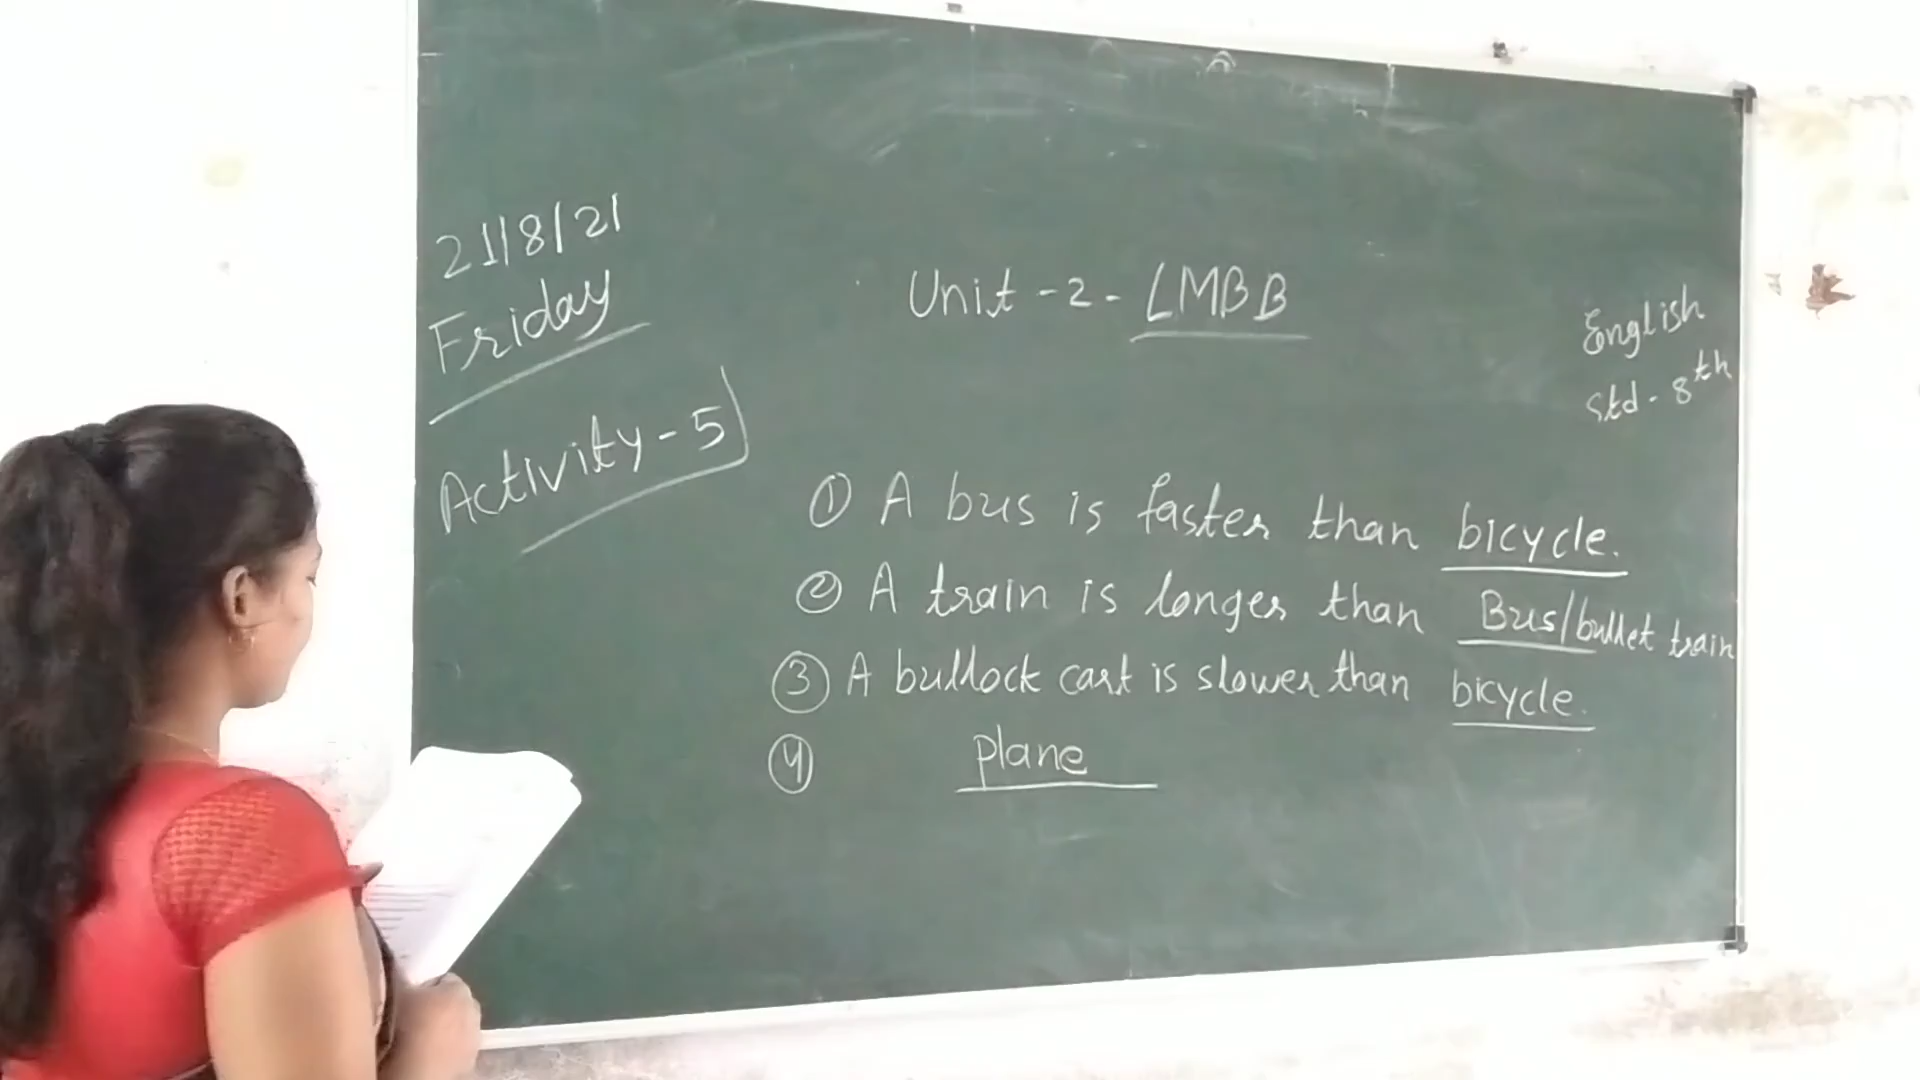 21/8/21
Friday
Activity-5
Unit-2-LMBB
English
Std-8th
① A bus is faster than bicycle.
② A train is longer than Bus/bullet train
③ A bullock cart is slower than bicycle.
④ plane